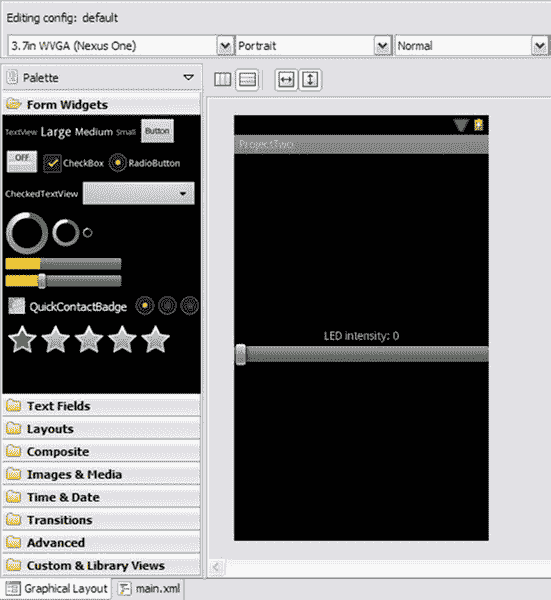 Editing config: default
3.7in WVGA (Nexus One) Portrait Normal
Palette
Form Widgets
TextView Large Medium Small Button
OFF CheckBox RadioButton
CheckedTextView
QuickContactBadge
Text Fields
Layouts
Composite
Images & Media
Time & Date
Transitions
Advanced
Custom & Library Views
ProjectTwo
LED intensity: 0
Graphical Layout main.xml